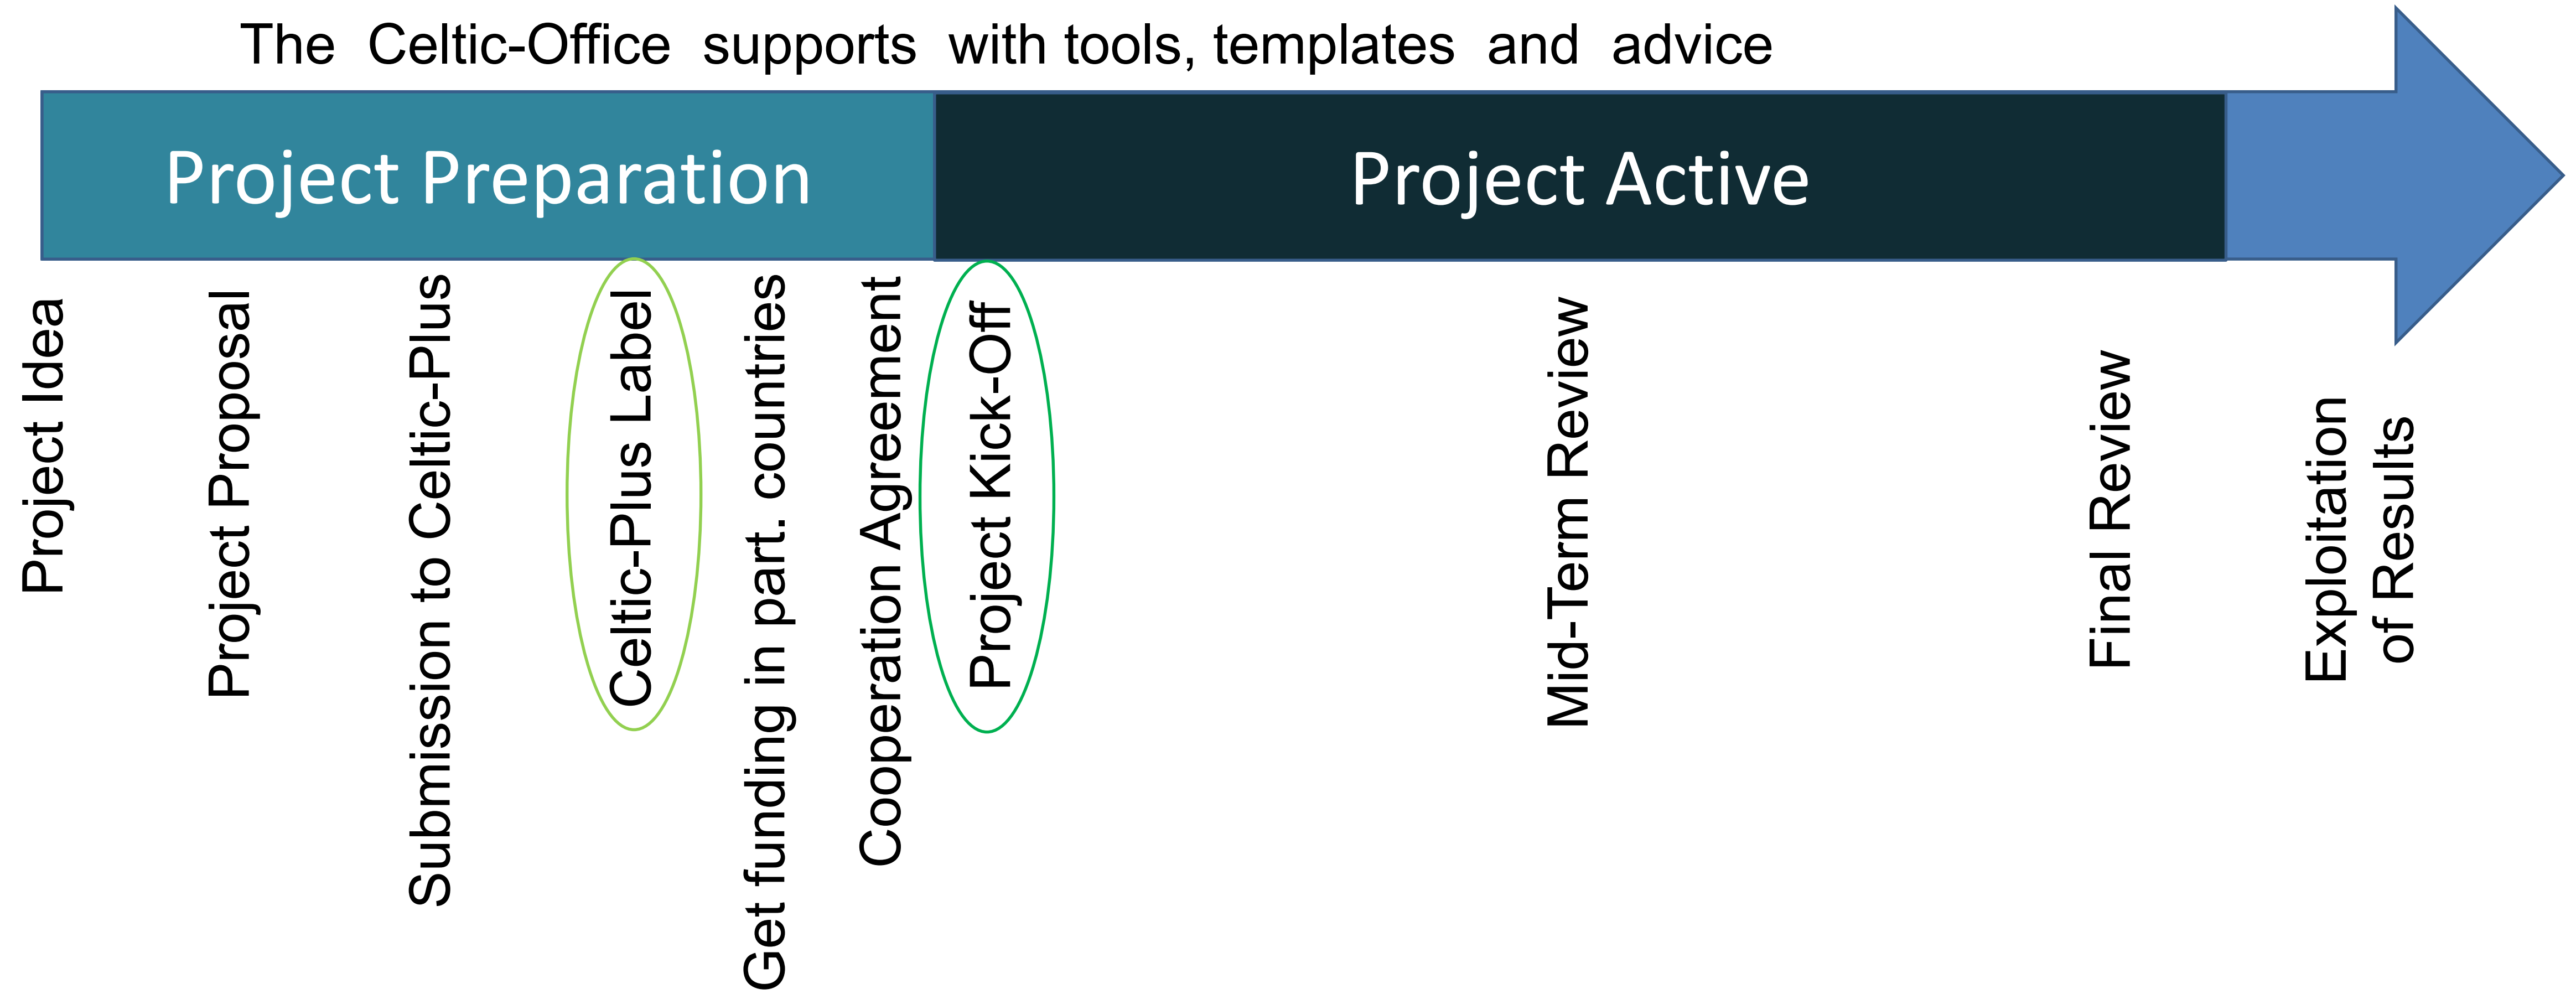 The Celtic-Office supports with tools, templates and advice
Project Preparation
Project Active
Project Idea
Project Proposal
Submission to Celtic-Plus
Celtic-Plus Label
Get funding in part. countries
Cooperation Agreement
Project Kick-Off
Mid-Term Review
Final Review
Exploitation
of Results